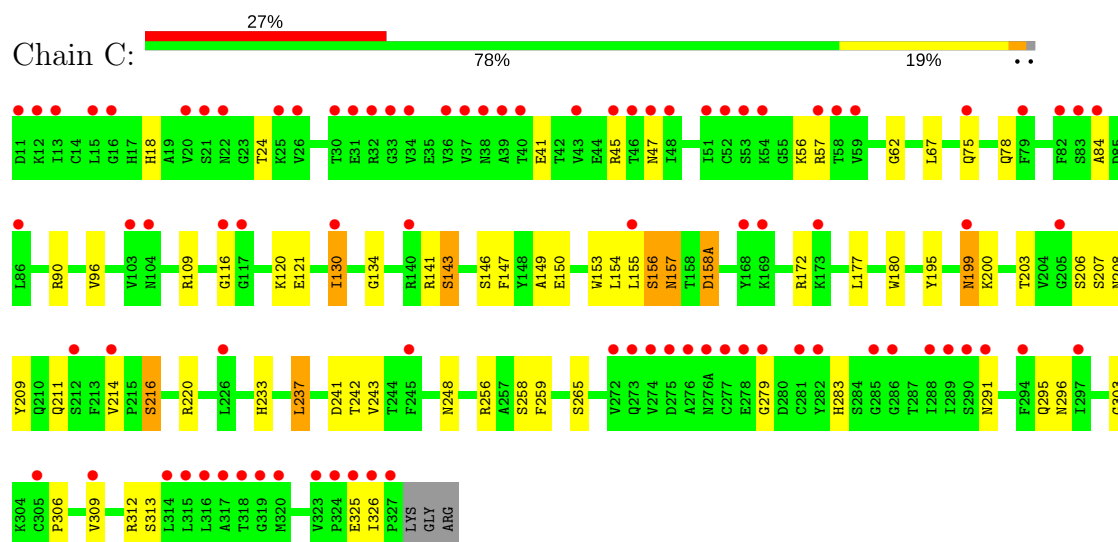 27%
Chain C:
78% 19% • •
D11 K12 I13 C14 L15 G16 H17 H18 A19 V20 S21 N22 G23 T24 K25 V26 T30 E31 R32 G33 V34 E35 V36 V37 N38 A39 T40 E41 T42 V43 E44 R45 T46 N47 I48 I51 C52 S53 K54 G55 K56 R57 T58 V59 G62 L67 Q75 Q78 F79 F82 S83 A84 D85
L86 R90 V96 V103 N104 R109 G116 G117 K120 E121 I130 G134 R140 R141 S143 S146 F147 Y148 A149 E150 W153 L154 L155 S156 N157 T158 D158A Y168 K169 R172 K173 L177 W180 Y195 N199 K200 T203 V204 G205 S206 S207 N208
Y209 Q210 Q211 S212 F213 V214 P215 S216 R220 L226 H233 L237 D241 T242 V243 T244 F245 N248 R256 A257 S258 F259 S265 V272 Q273 V274 D275 A276 N276A C277 E278 G279 D280 C281 Y282 H283 S284 G285 G286 T287 I288 I289 S290 N291 F294 Q295 N296 I297 C303
K304 C305 P306 V309 R312 S313 L314 L315 L316 A317 T318 G319 M320 V323 P324 E325 I326 P327 LYS GLY ARG